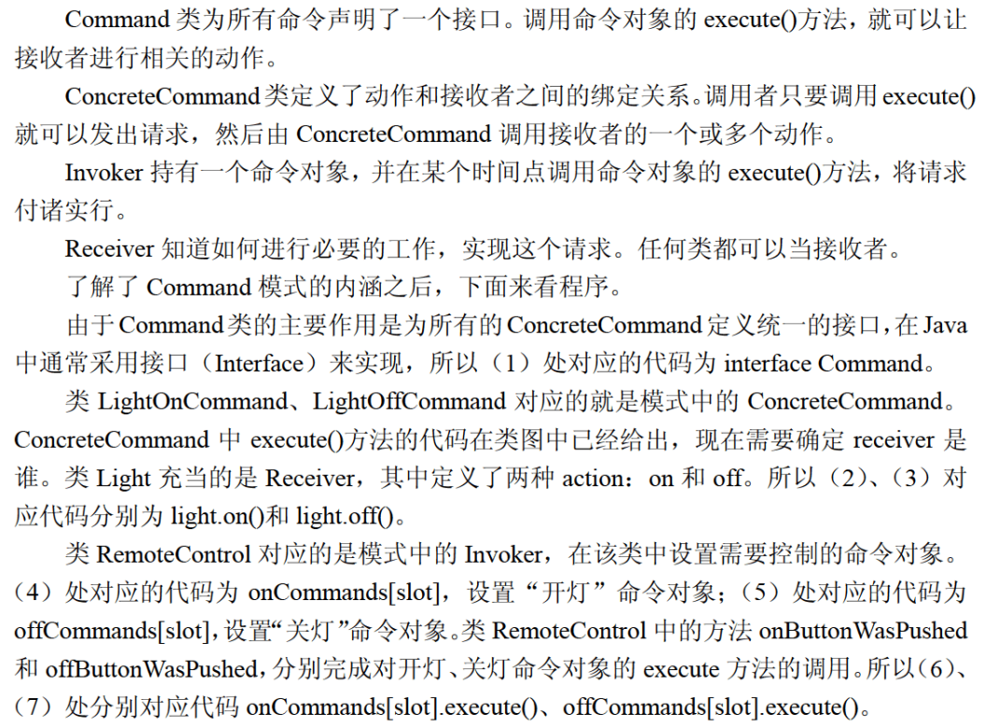 Command 类为所有命令声明了一个接口。调用命令对象的 execute()方法，就可以让
接收者进行相关的动作。
ConcreteCommand 类定义了动作和接收者之间的绑定关系。调用者只要调用 execute()
就可以发出请求，然后由 ConcreteCommand 调用接收者的一个或多个动作。
Invoker 持有一个命令对象，并在某个时间点调用命令对象的 execute()方法，将请求
付诸实行。
Receiver 知道如何进行必要的工作，实现这个请求。任何类都可以当接收者。
了解了 Command 模式的内涵之后，下面来看程序。
由于 Command 类的主要作用是为所有的 ConcreteCommand 定义统一的接口，在 Java
中通常采用接口（Interface）来实现，所以（1）处对应的代码为 interface Command。
类 LightOnCommand、LightOffCommand 对应的就是模式中的 ConcreteCommand。
ConcreteCommand 中 execute()方法的代码在类图中已经给出，现在需要确定 receiver 是
谁。类 Light 充当的是 Receiver，其中定义了两种 action：on 和 off。所以（2）、（3）对
应代码分别为 light.on()和 light.off()。
类 RemoteControl 对应的是模式中的 Invoker，在该类中设置需要控制的命令对象。
（4）处对应的代码为 onCommands[slot]，设置“开灯”命令对象；（5）处对应的代码为
offCommands[slot]，设置“关灯”命令对象。类 RemoteControl 中的方法 onButtonWasPushed
和 offButtonWasPushed，分别完成对开灯、关灯命令对象的 execute 方法的调用。所以（6）、
（7）处分别对应代码 onCommands[slot].execute()、offCommands[slot].execute()。